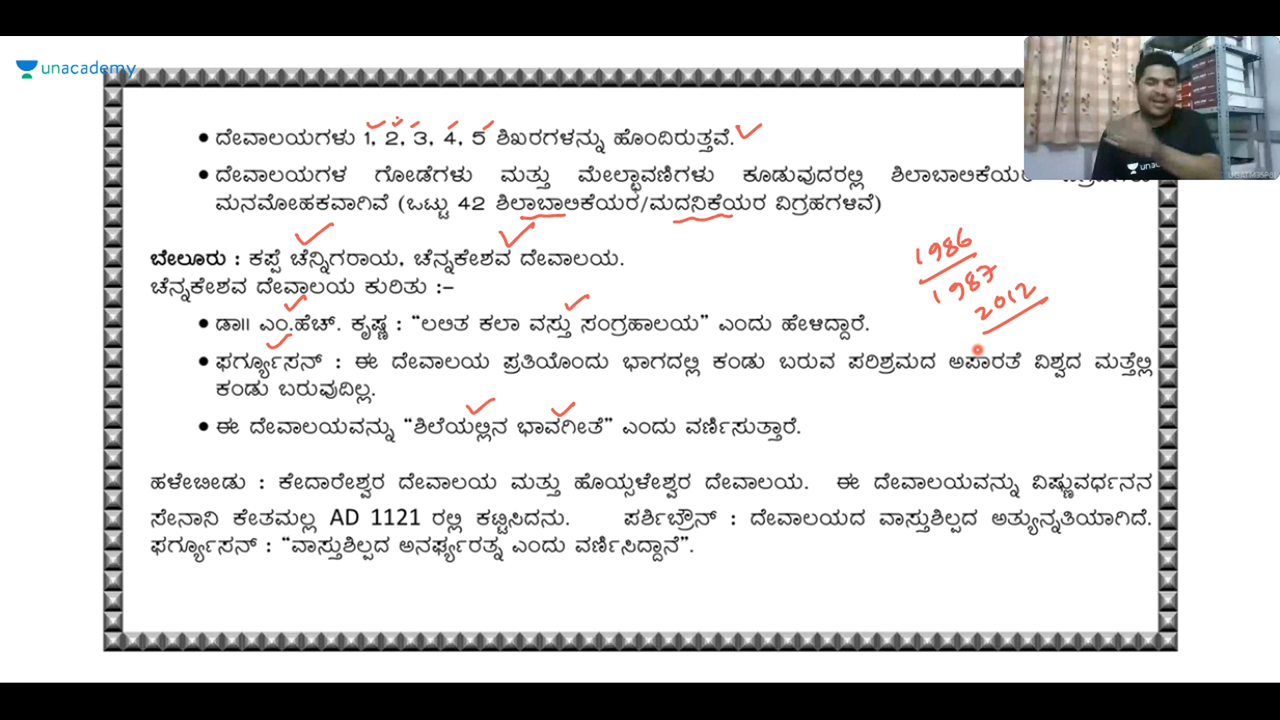 unacademy
• ದೇವಾಲಯಗಳು 1, 2, 3, 4, 5 ಶಿಖರಗಳನ್ನು ಹೊಂದಿರುತ್ತವೆ.
• ದೇವಾಲಯಗಳ ಗೋಡೆಗಳು ಮತ್ತು ಮೇಲ್ಛಾವಣಿಗಳು ಕೂಡುವುದರಲ್ಲಿ
ಮನಮೋಹಕವಾಗಿವೆ (ಒಟ್ಟು 42 ಶಿಲಾಬಾಲಿಕೆಯರ/ಮದನಿಕೆಯರ ವಿಗ್ರಹಗಳಿವೆ)
ಬೇಲೂರು : ಕಪ್ಪೆ ಚೆನ್ನಿಗರಾಯ, ಚೆನ್ನಕೇಶವ ದೇವಾಲಯ.
ಚೆನ್ನಕೇಶವ ದೇವಾಲಯ ಕುರಿತು :–
• ಡಾ॥ ಎಂ.ಹೆಚ್. ಕೃಷ್ಣ : “ಲಲಿತ ಕಲಾ ವಸ್ತು ಸಂಗ್ರಹಾಲಯ” ಎಂದು ಹೇಳಿದ್ದಾರೆ.
• ಫರ್ಗ್ಯೂಸನ್ : ಈ ದೇವಾಲಯ ಪ್ರತಿಯೊಂದು ಭಾಗದಲ್ಲಿ ಕಂಡು ಬರುವ ಪರಿಶ್ರಮದ ಅಪಾರತೆ ವಿಶ್ವದ ಮತ್ತೆಲ್ಲಿ
ಕಂಡು ಬರುವುದಿಲ್ಲ.
• ಈ ದೇವಾಲಯವನ್ನು “ಶಿಲೆಯಲ್ಲಿನ ಭಾವಗೀತೆ” ಎಂದು ವರ್ಣಿಸುತ್ತಾರೆ.
ಹಳೇಬೀಡು : ಕೇದಾರೇಶ್ವರ ದೇವಾಲಯ ಮತ್ತು ಹೊಯ್ಸಳೇಶ್ವರ ದೇವಾಲಯ. ಈ ದೇವಾಲಯವನ್ನು ವಿಷ್ಣುವರ್ಧನನ
ಸೇನಾನಿ ಕೇತಮಲ್ಲ AD 1121 ರಲ್ಲಿ ಕಟ್ಟಿಸಿದನು. ಪರ್ಶಿಬ್ರೌನ್ : ದೇವಾಲಯದ ವಾಸ್ತುಶಿಲ್ಪದ ಅತ್ಯುನ್ನತಿಯಾಗಿದೆ.
ಫರ್ಗ್ಯೂಸನ್ : “ವಾಸ್ತುಶಿಲ್ಪದ ಅನರ್ಘ್ಯರತ್ನ ಎಂದು ವರ್ಣಿಸಿದ್ದಾನೆ”.
1986
1987
2012